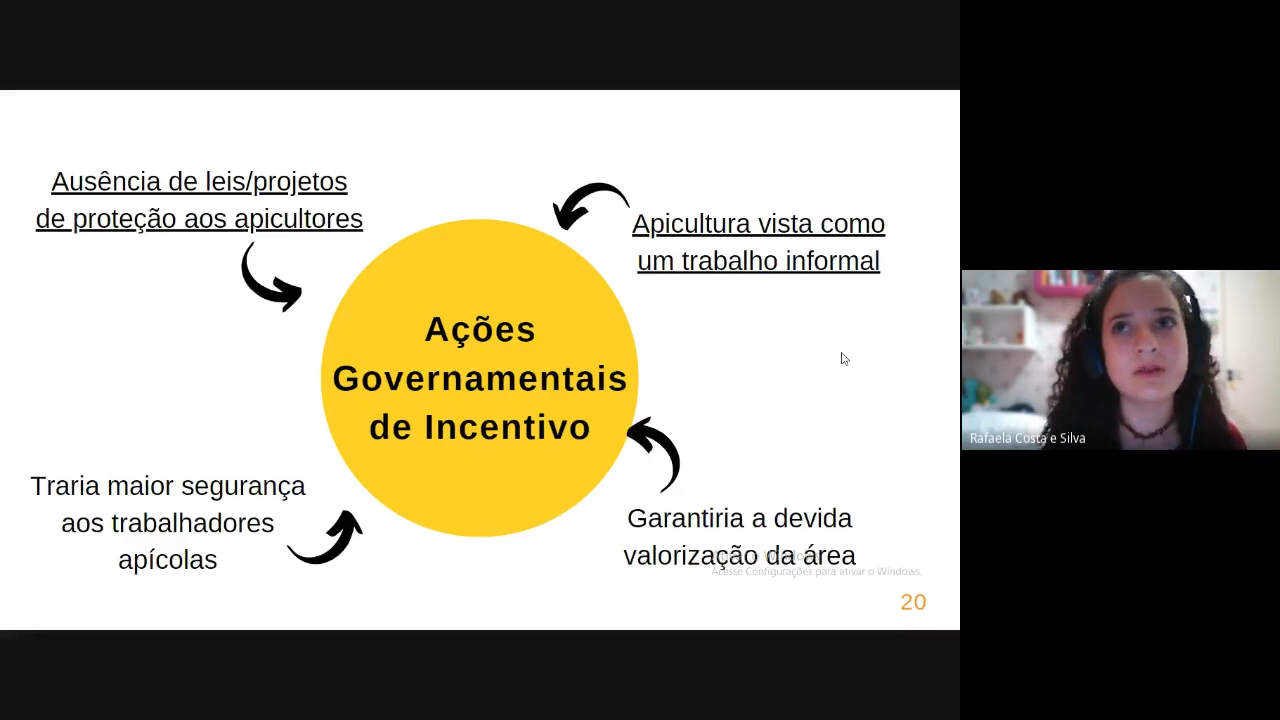 Ausência de leis/projetos
de proteção aos apicultores
Apicultura vista como
um trabalho informal
Ações
Governamentais
de Incentivo
Traria maior segurança
aos trabalhadores
apícolas
Garantiria a devida
valorização da área
Acesse Configurações para ativar o Windows.
20
Rafaela Costa e Silva